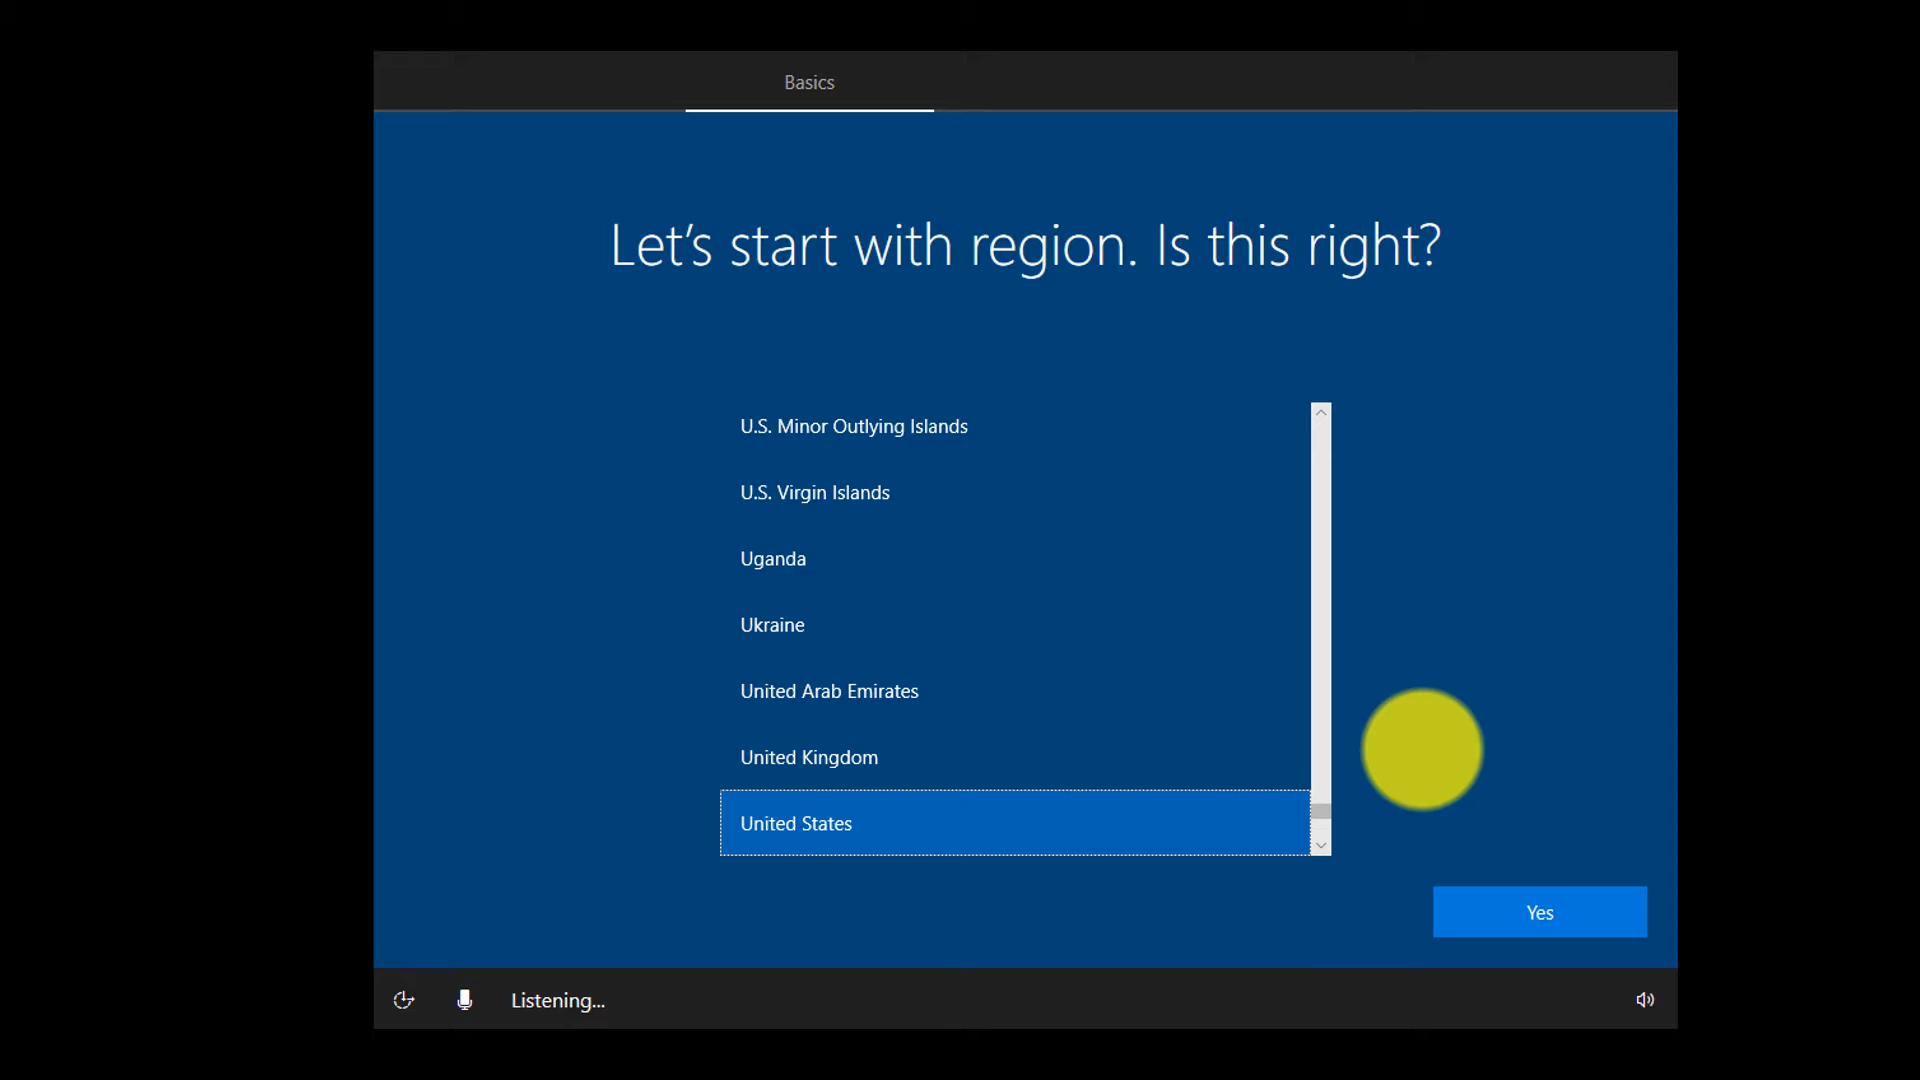 Basics
Let’s start with region. Is this right?
U.S. Minor Outlying Islands
U.S. Virgin Islands
Uganda
Ukraine
United Arab Emirates
United Kingdom
United States
Yes
Listening...